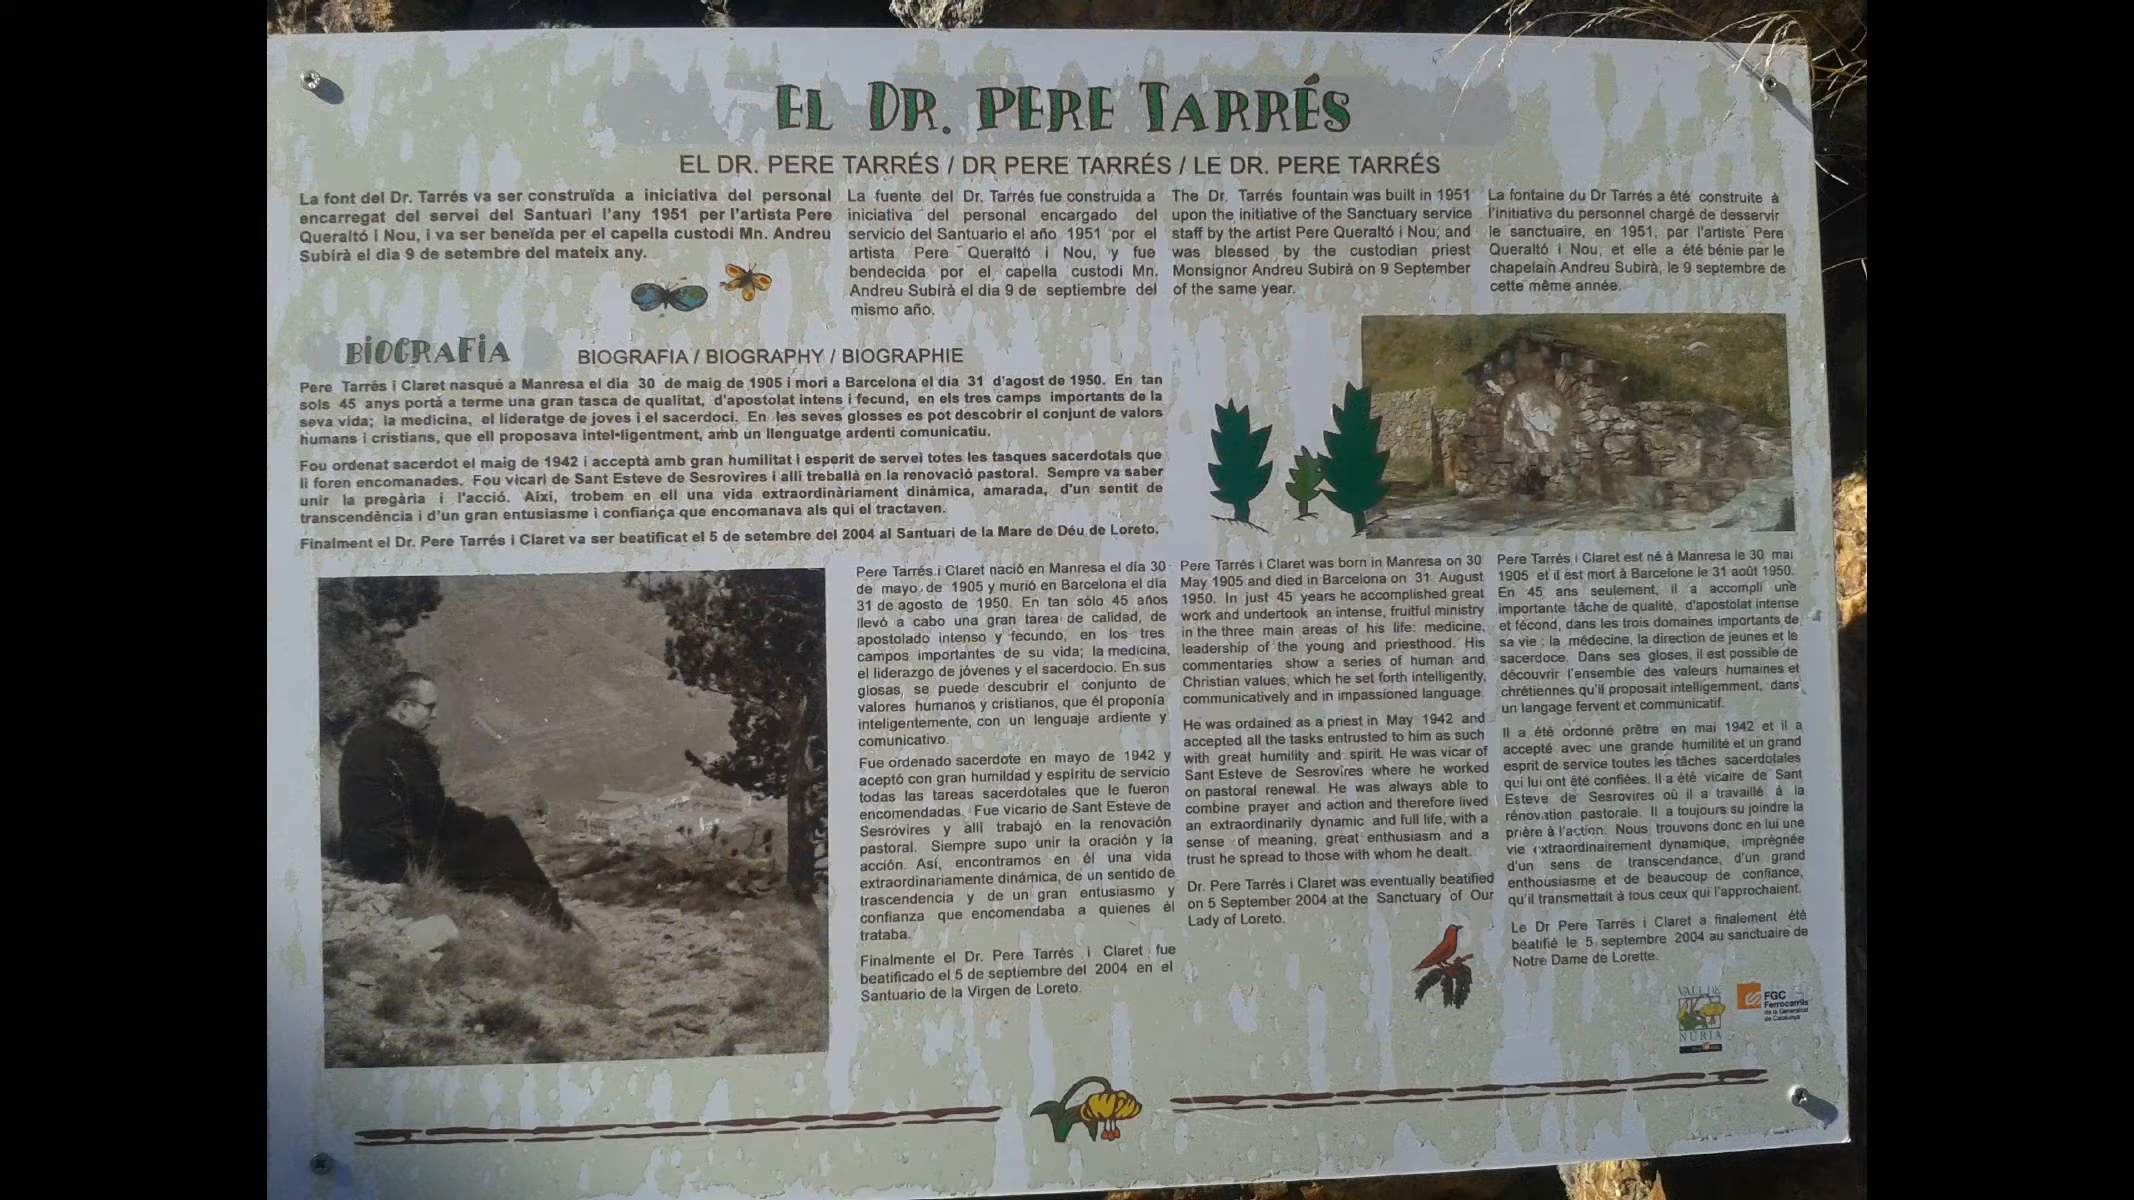 EL DR. PERE TARRÉS
EL DR. PERE TARRÉS / DR PERE TARRÉS / LE DR. PERE TARRÉS
La font del Dr. Tarrés va ser construïda a iniciativa del personal
encarregat del servei del Santuari l'any 1951 per l'artista Pere
Queraltó i Nou, i va ser beneïda per el capella custodi Mn. Andreu
Subirà el dia 9 de setembre del mateix any.
La fuente del Dr. Tarrés fue construida a
iniciativa del personal encargado del
servicio del Santuario el año 1951 por el
artista Pere Queraltó i Nou, y fue
bendecida por el capella custodi Mn.
Andreu Subirà el dia 9 de septiembre del
mismo año.
The Dr. Tarrés fountain was built in 1951
upon the initiative of the Sanctuary service
staff by the artist Pere Queraltó i Nou, and
was blessed by the custodian priest
Monsignor Andreu Subirà on 9 September
of the same year.
La fontaine du Dr Tarrés a été construite à
l'initiative du personnel chargé de desservir
le sanctuaire, en 1951, par l'artiste Pere
Queraltó i Nou, et elle a été bénie par le
chapelain Andreu Subirà, le 9 septembre de
cette même année.
BIOGRAFIA
BIOGRAFIA / BIOGRAPHY / BIOGRAPHIE
Pere Tarrés i Claret nasqué a Manresa el dia 30 de maig de 1905 i mori a Barcelona el dia 31 d'agost de 1950. En tan
sols 45 anys portà a terme una gran tasca de qualitat, d'apostolat intens i fecund, en els tres camps importants de la
seva vida; la medicina, el lideratge de joves i el sacerdoci. En les seves glosses es pot descobrir el conjunt de valors
humans i cristians, que ell proposava intel·ligentment, amb un llenguatge ardenti comunicatiu.
Fou ordenat sacerdot el maig de 1942 i acceptà amb gran humilitat i esperit de servei totes les tasques sacerdotals que
li foren encomanades. Fou vicari de Sant Esteve de Sesrovires i alli treballà en la renovació pastoral. Sempre va saber
unir la pregària i l'acció. Així, trobem en ell una vida extraordinàriament dinámica, amarada, d'un sentit de
transcendència i d'un gran entusiasme i confiança que encomanava als qui el tractaven.
Finalment el Dr. Pere Tarrés i Claret va ser beatificat el 5 de setembre del 2004 al Santuari de la Mare de Déu de Loreto.
Pere Tarrés i Claret nació en Manresa el día 30
de mayo de 1905 y murió en Barcelona el día
31 de agosto de 1950. En tan sólo 45 años
llevó a cabo una gran tarea de calidad, de
apostolado intenso y fecundo, en los tres
campos importantes de su vida; la medicina,
el liderazgo de jóvenes y el sacerdocio. En sus
glosas, se puede descubrir el conjunto de
valores humanos y cristianos, que él proponía
inteligentemente, con un lenguaje ardiente y
comunicativo.
Fue ordenado sacerdote en mayo de 1942 y
aceptó con gran humildad y espíritu de servicio
todas las tareas sacerdotales que le fueron
encomendadas. Fue vicario de Sant Esteve de
Sesrovires y allí trabajó en la renovación
pastoral. Siempre supo unir la oración y la
acción. Así, encontramos en él una vida
extraordinariamente dinámica, de un sentido de
trascendencia y de un gran entusiasmo y
confianza que encomendaba a quienes él
trataba.
Finalmente el Dr. Pere Tarrés i Claret fue
beatificado el 5 de septiembre del 2004 en el
Santuario de la Virgen de Loreto.
Pere Tarrés i Claret was born in Manresa on 30
May 1905 and died in Barcelona on 31 August
1950. In just 45 years he accomplished great
work and undertook an intense, fruitful ministry
in the three main areas of his life: medicine,
leadership of the young and priesthood. His
commentaries show a series of human and
Christian values, which he set forth intelligently,
communicatively and in impassioned language.
He was ordained as a priest in May 1942 and
accepted all the tasks entrusted to him as such
with great humility and spirit. He was vicar of
Sant Esteve de Sesrovires where he worked
on pastoral renewal. He was always able to
combine prayer and action and therefore lived
an extraordinarily dynamic and full life, with a
sense of meaning, great enthusiasm and a
trust he spread to those with whom he dealt.
Dr. Pere Tarrés i Claret was eventually beatified
on 5 September 2004 at the Sanctuary of Our
Lady of Loreto.
Pere Tarrés i Claret est né à Manresa le 30 mai
1905 et il est mort à Barcelone le 31 août 1950.
En 45 ans seulement, il a accompli une
importante tâche de qualité, d'apostolat intense
et fécond, dans les trois domaines importants de
sa vie : la médecine, la direction de jeunes et le
sacerdoce. Dans ses gloses, il est possible de
découvrir l'ensemble des valeurs humaines et
chrétiennes qu'il proposait intelligemment, dans
un langage fervent et communicatif.
Il a été ordonné prêtre en mai 1942 et il a
accepté avec une grande humilité et un grand
esprit de service toutes les tâches sacerdotales
qui lui ont été confiées. Il a été vicaire de Sant
Esteve de Sesrovires où il a travaillé à la
rénovation pastorale. Il a toujours su joindre la
prière à l'action. Nous trouvons donc en lui une
vie extraordinairement dynamique, imprégnée
d'un sens de transcendance, d'un grand
enthousiasme et de beaucoup de confiance,
qu'il transmettait à tous ceux qui l'approchaient.
Le Dr Pere Tarrés i Claret a finalement été
béatifié le 5 septembre 2004 au sanctuaire de
Notre Dame de Lorette.
VALL DE
NÚRIA
FGC
Ferrocarrils
de la Generalitat
de Catalunya